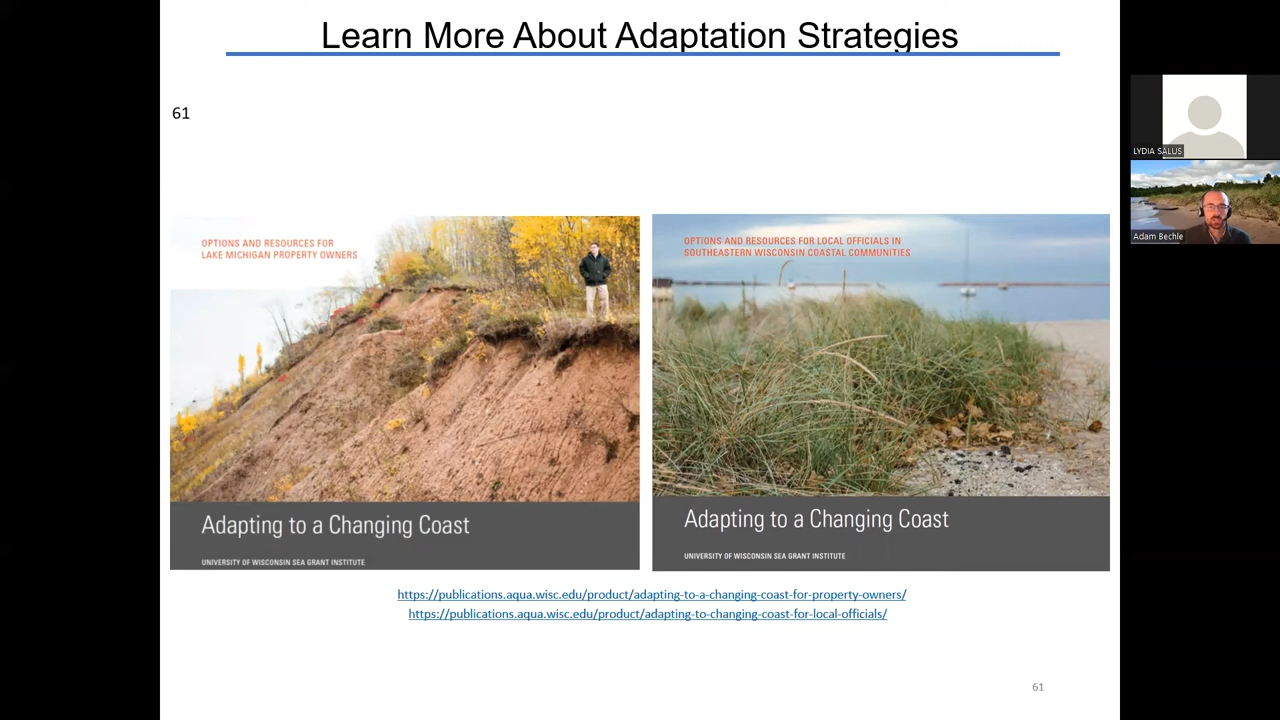 Learn More About Adaptation Strategies
61
OPTIONS AND RESOURCES FOR
LAKE MICHIGAN PROPERTY OWNERS
Adapting to a Changing Coast
UNIVERSITY OF WISCONSIN SEA GRANT INSTITUTE
OPTIONS AND RESOURCES FOR LOCAL OFFICIALS IN
SOUTHEASTERN WISCONSIN COASTAL COMMUNITIES
Adapting to a Changing Coast
UNIVERSITY OF WISCONSIN SEA GRANT INSTITUTE
https://publications.aqua.wisc.edu/product/adapting-to-a-changing-coast-for-property-owners/
https://publications.aqua.wisc.edu/product/adapting-to-changing-coast-for-local-officials/
61
LYDIA SALUS
Adam Bechle